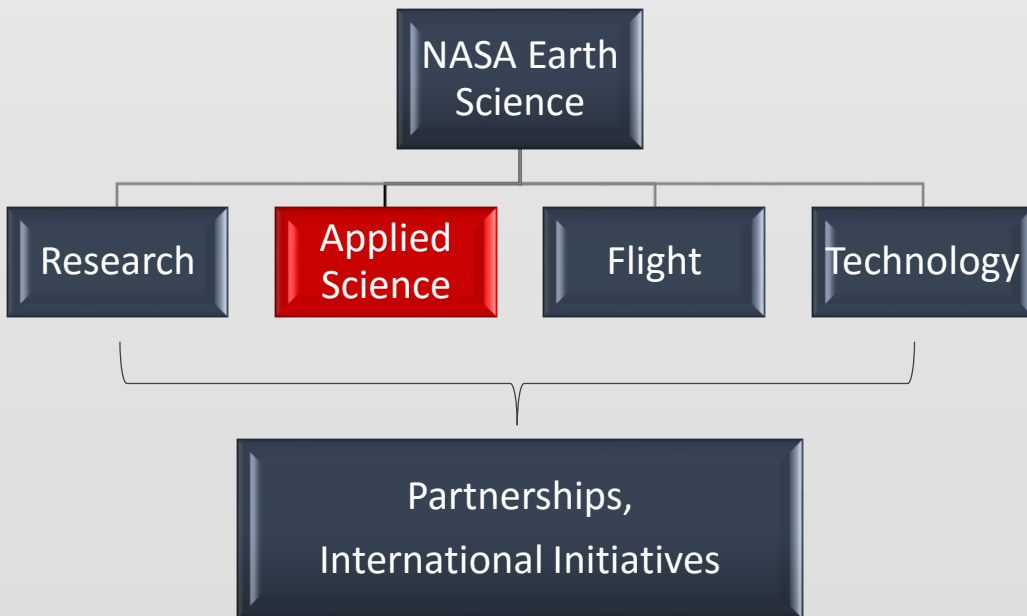 NASA Earth
Science
Research
Applied
Science
Flight
Technology
Partnerships,
International Initiatives